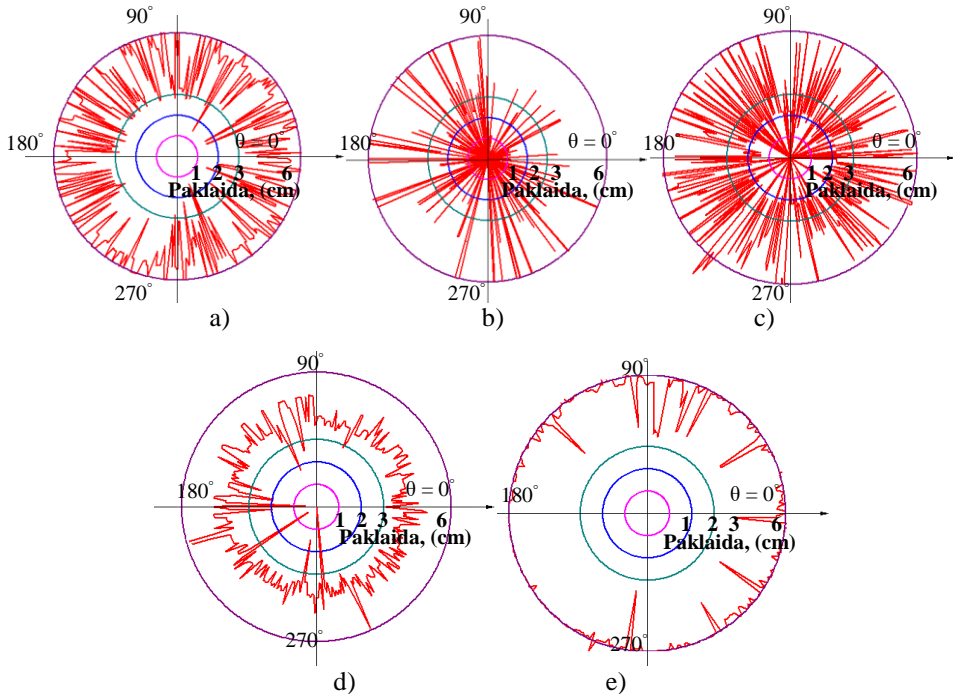 90°
180°
θ = 0°
1 2 3 6
Paklaida, (cm)
270°
a)
90°
180°
θ = 0°
1 2 3 6
Paklaida, (cm)
270°
b)
90°
180°
θ = 0°
1 2 3 6
Paklaida, (cm)
270°
c)
90°
180°
θ = 0°
1 2 3 6
Paklaida, (cm)
270°
d)
90°
180°
θ = 0°
1 2 3 6
Paklaida, (cm)
270°
e)